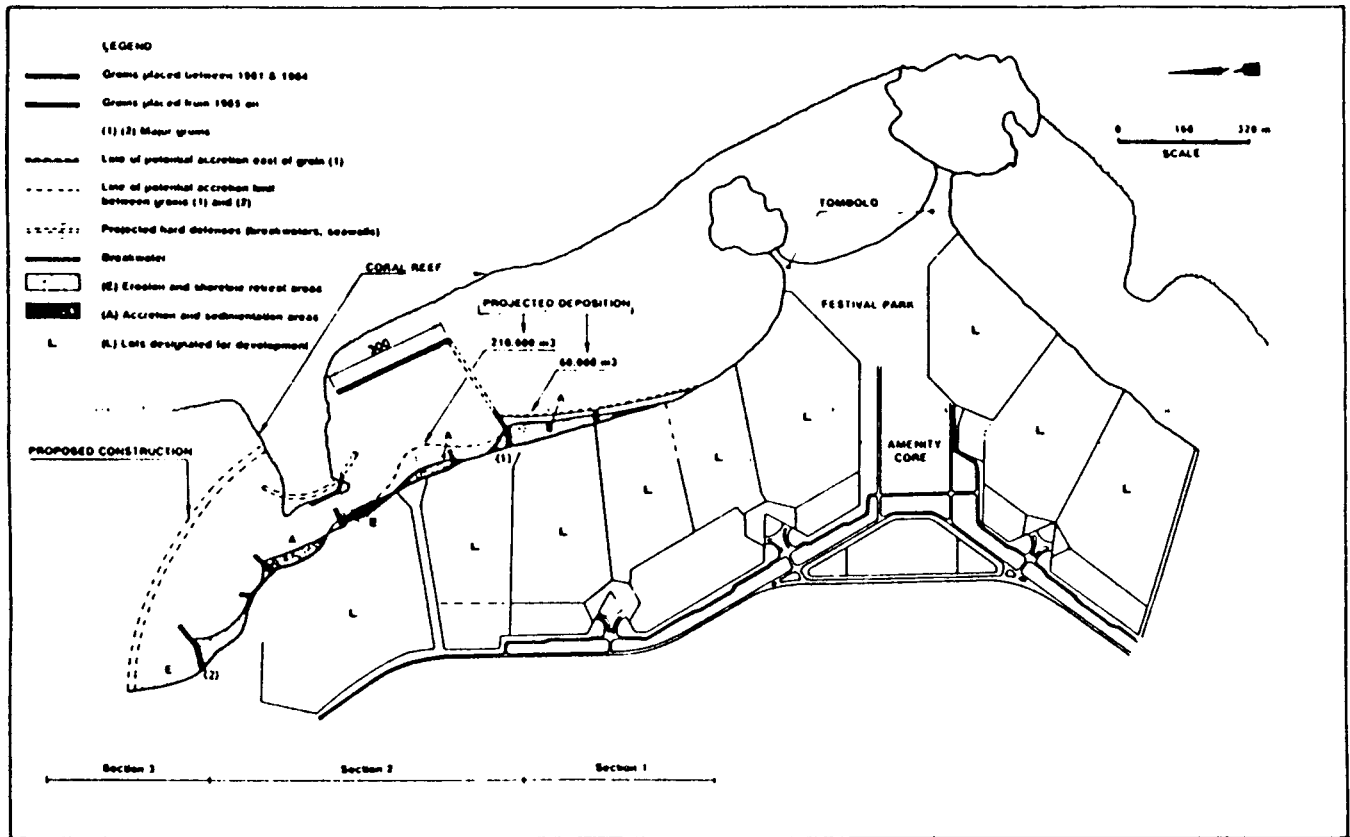 LEGEND
Groins placed between 1981 & 1984
Groins placed from 1985 on
(1) (2) Major groins
Line of potential accretion east of groin (1)
Line of potential accretion limit
between groins (1) and (2)
Projected hard defenses (breakwaters, seawalls)
Breakwater
(E) Erosion and shoreline retreat areas
(A) Accretion and sedimentation areas
L (L) Lots designated for development
0 160 320 m
SCALE
TOMBOLO
CORAL REEF
PROJECTED DEPOSITION
210.000 m3
60.000 m3
300
FESTIVAL PARK
PROPOSED CONSTRUCTION
AMENITY
CORE
A
A
A
E
E
(1)
(2)
?
L
L
L
L
L
L
L
L
L
Section 3
Section 2
Section 1